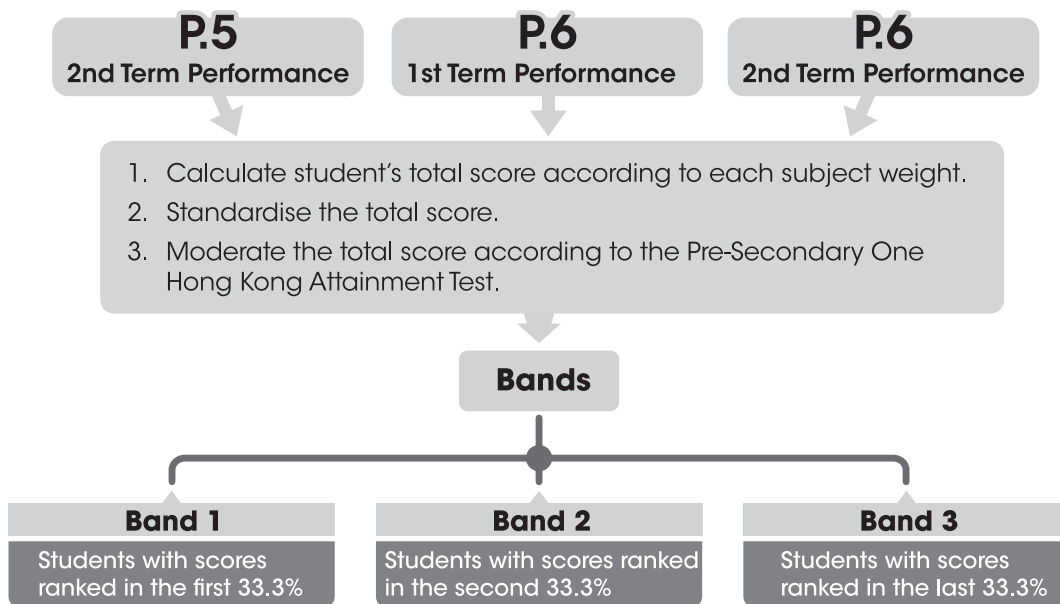 P.5
2nd Term Performance
P.6
1st Term Performance
P.6
2nd Term Performance
1. Calculate student's total score according to each subject weight.
2. Standardise the total score.
3. Moderate the total score according to the Pre-Secondary One
Hong Kong Attainment Test.
Bands
Band 1
Students with scores
ranked in the first 33.3%
Band 2
Students with scores ranked
in the second 33.3%
Band 3
Students with scores
ranked in the last 33.3%